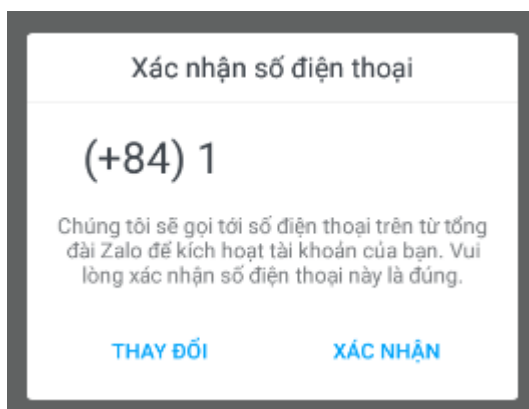 Xác nhận số điện thoại
(+84) 1
Chúng tôi sẽ gọi tới số điện thoại trên từ tổng
đài Zalo để kích hoạt tài khoản của bạn. Vui
lòng xác nhận số điện thoại này là đúng.
THAY ĐỔI XÁC NHẬN